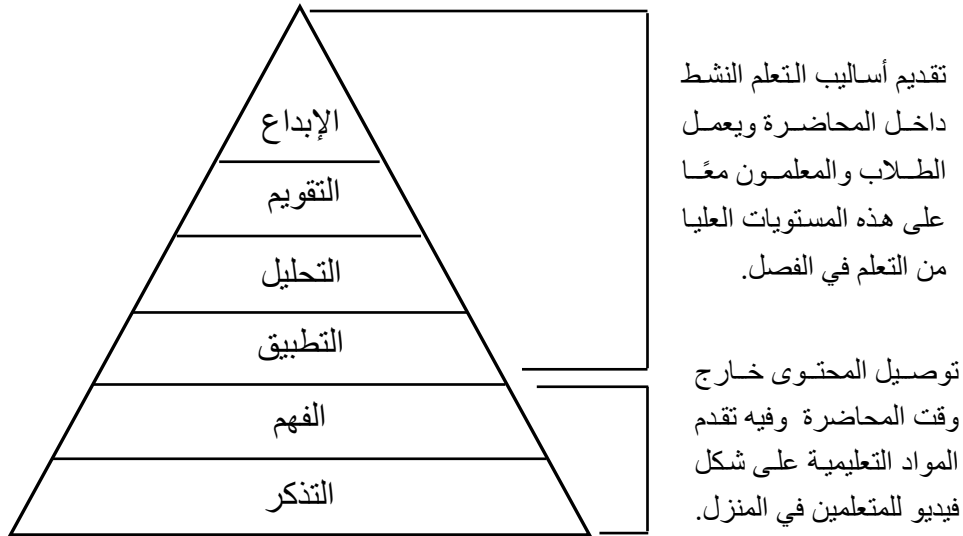 الإبداع
التقويم
التحليل
التطبيق
الفهم
التذكر
تقديم أساليب التعلم النشط
داخل المحاضرة ويعمل
الطلاب والمعلمون معًا
على هذه المستويات العليا
من التعلم في الفصل.
توصيل المحتوى خارج
وقت المحاضرة وفيه تقدم
المواد التعليمية على شكل
فيديو للمتعلمين في المنزل.